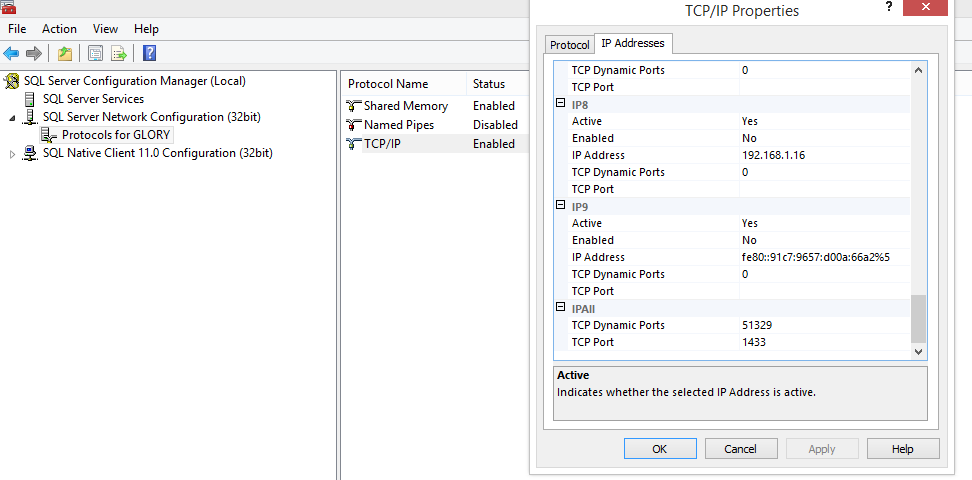 TCP/IP Properties
? x
File Action View Help
SQL Server Configuration Manager (Local)
SQL Server Services
SQL Server Network Configuration (32bit)
Protocols for GLORY
SQL Native Client 11.0 Configuration (32bit)
Protocol Name Status
Shared Memory Enabled
Named Pipes Disabled
TCP/IP Enabled
Protocol IP Addresses
TCP Dynamic Ports 0
TCP Port
IP8
Active Yes
Enabled No
IP Address 192.168.1.16
TCP Dynamic Ports 0
TCP Port
IP9
Active Yes
Enabled No
IP Address fe80::91c7:9657:d00a:66a2%5
TCP Dynamic Ports 0
TCP Port
IPAll
TCP Dynamic Ports 51329
TCP Port 1433
Active
Indicates whether the selected IP Address is active.
OK Cancel Apply Help